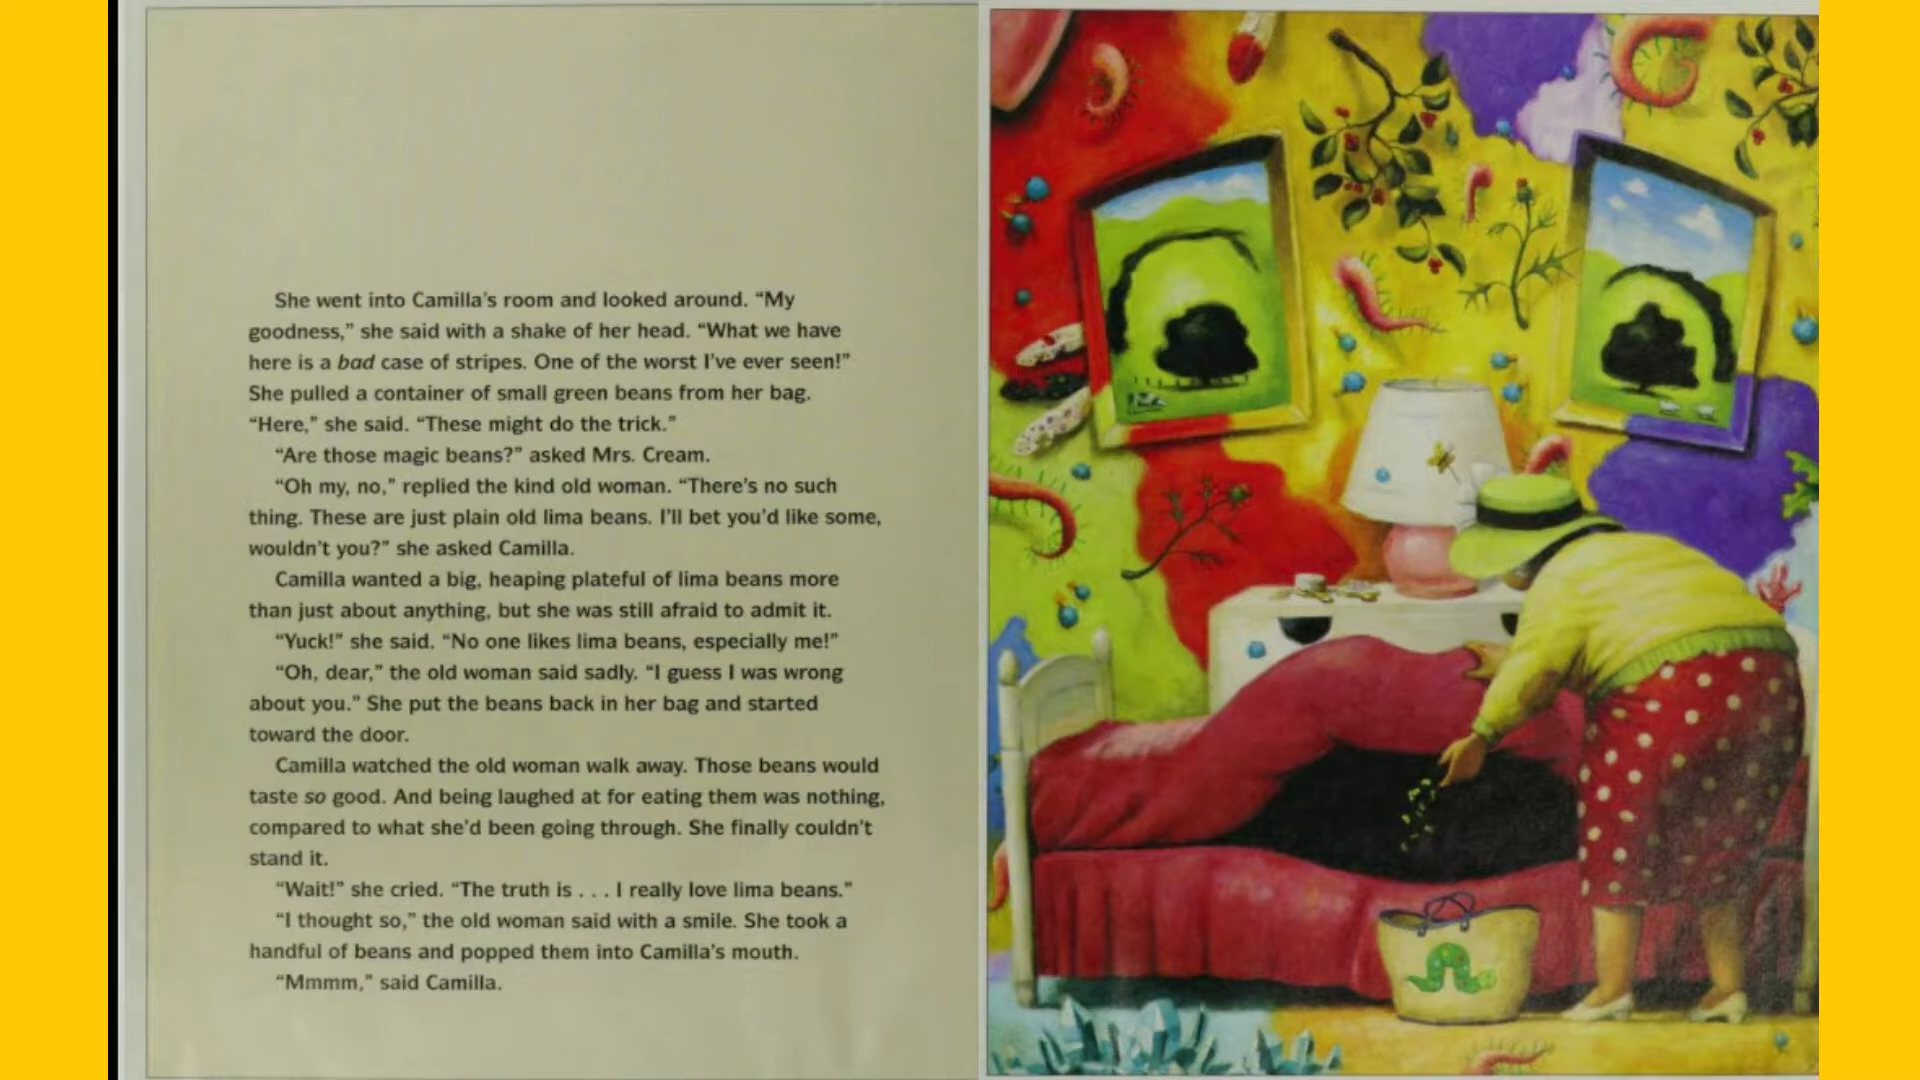 She went into Camilla’s room and looked around. “My
goodness,” she said with a shake of her head. “What we have
here is a bad case of stripes. One of the worst I’ve ever seen!”
She pulled a container of small green beans from her bag.
“Here,” she said. “These might do the trick.”
“Are those magic beans?” asked Mrs. Cream.
“Oh my, no,” replied the kind old woman. “There’s no such
thing. These are just plain old lima beans. I’ll bet you’d like some,
wouldn’t you?” she asked Camilla.
Camilla wanted a big, heaping plateful of lima beans more
than just about anything, but she was still afraid to admit it.
“Yuck!” she said. “No one likes lima beans, especially me!”
“Oh, dear,” the old woman said sadly. “I guess I was wrong
about you.” She put the beans back in her bag and started
toward the door.
Camilla watched the old woman walk away. Those beans would
taste so good. And being laughed at for eating them was nothing,
compared to what she’d been going through. She finally couldn’t
stand it.
“Wait!” she cried. “The truth is . . . I really love lima beans.”
“I thought so,” the old woman said with a smile. She took a
handful of beans and popped them into Camilla’s mouth.
“Mmmm,” said Camilla.